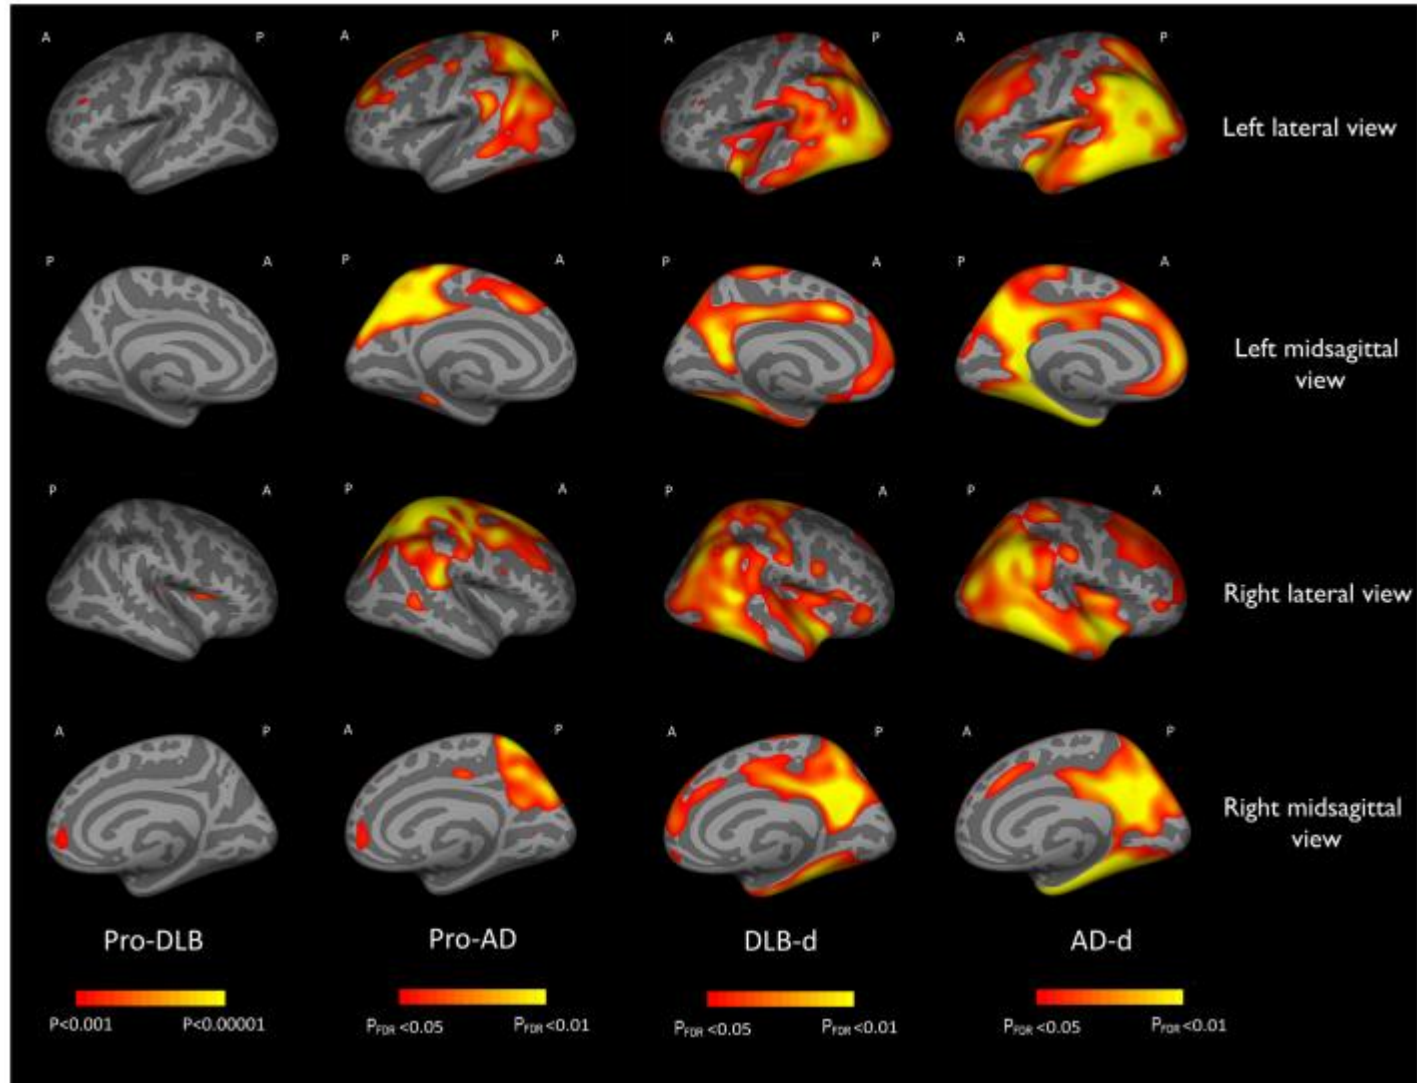 A P A P A P A P
Left lateral view
P A P A P A P A
Left midsagittal
view
P A P A P A P A
Right lateral view
A P A P A P A P
Right midsagittal
view
Pro-DLB Pro-AD DLB-d AD-d
P<0.001 P<0.00001 PFDR <0.05 PFDR <0.01 PFDR <0.05 PFDR <0.01 PFDR <0.05 PFDR <0.01